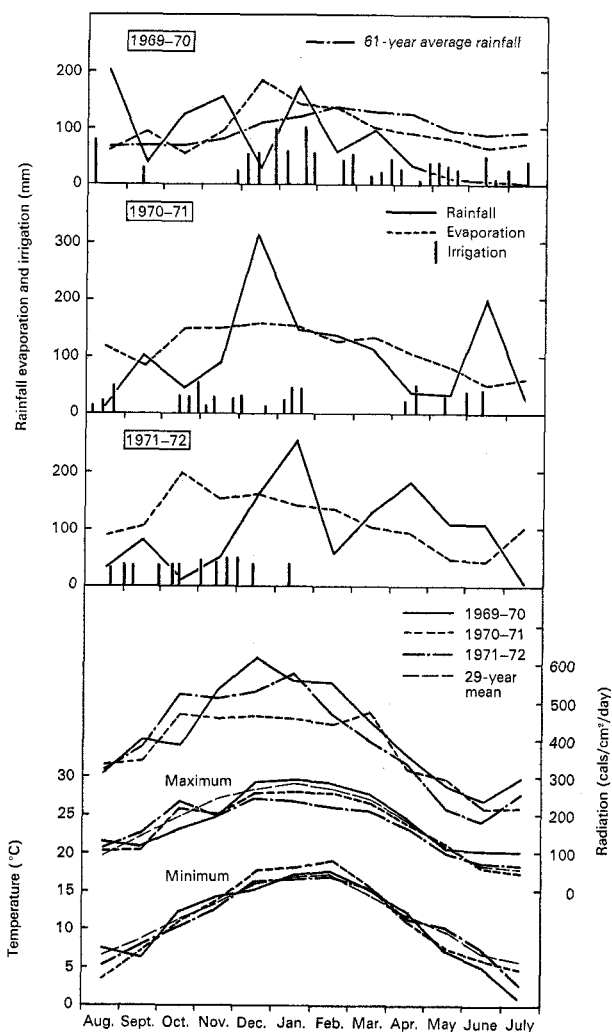 1969–70
61-year average rainfall
200
100
0
1970–71
Rainfall
Evaporation
Irrigation
300
200
100
0
Rainfall evaporation and irrigation (mm)
1971–72
200
100
0
1969–70
1970–71
1971–72
29-year
mean
600
500
400
300
200
100
0
Radiation (cals/cm²/day)
Maximum
Minimum
30
25
20
15
10
5
0
Temperature (°C)
Aug. Sept. Oct. Nov. Dec. Jan. Feb. Mar. Apr. May June July